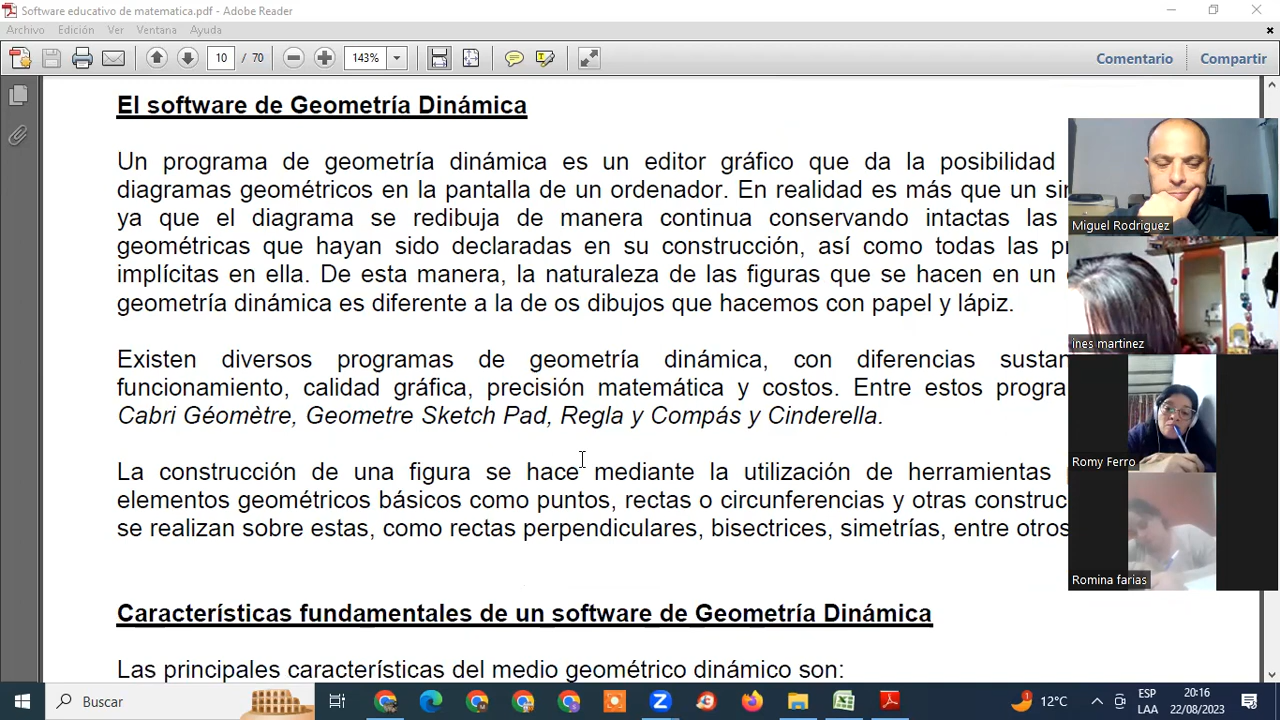 Software educativo de matematica.pdf - Adobe Reader
Archivo Edición Ver Ventana Ayuda
10 / 70 143% Comentario Compartir
El software de Geometría Dinámica
Un programa de geometría dinámica es un editor gráfico que da la posibilidad
diagramas geométricos en la pantalla de un ordenador. En realidad es más que un
ya que el diagrama se redibuja de manera continua conservando intactas las
geométricas que hayan sido declaradas en su construcción, así como todas las
implícitas en ella. De esta manera, la naturaleza de las figuras que se hacen en un
geometría dinámica es diferente a la de os dibujos que hacemos con papel y lápiz.
Existen diversos programas de geometría dinámica, con diferencias
funcionamiento, calidad gráfica, precisión matemática y costos. Entre estos
Cabri Géomètre, Geometre Sketch Pad, Regla y Compás y Cinderella.
La construcción de una figura se hace mediante la utilización de herramientas
elementos geométricos básicos como puntos, rectas o circunferencias y otras
se realizan sobre estas, como rectas perpendiculares, bisectrices, simetrías, entre otros
Características fundamentales de un software de Geometría Dinámica
Las principales características del medio geométrico dinámico son:
Miguel Rodriguez
ines martinez
Romy Ferro
Romina farias
Buscar
12°C
ESP
LAA
20:16
22/08/2023